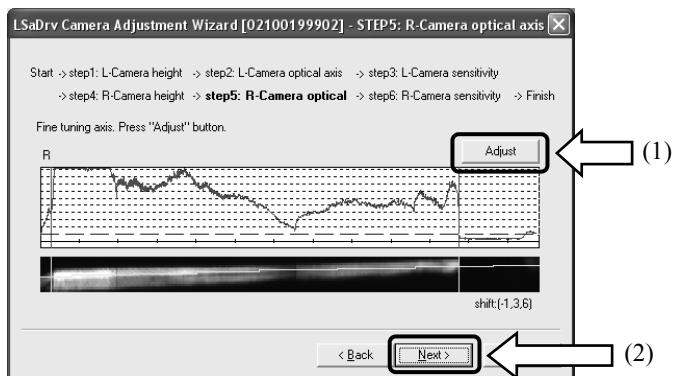 LSaDrv Camera Adjustment Wizard [02100199902] - STEP5: R-Camera optical axis
Start -> step1: L-Camera height -> step2: L-Camera optical axis -> step3: L-Camera sensitivity
-> step4: R-Camera height -> step5: R-Camera optical -> step6: R-Camera sensitivity -> Finish
Fine tuning axis. Press "Adjust" button.
R
Adjust
(1)
shift:(-1,3,6)
< Back
Next >
(2)